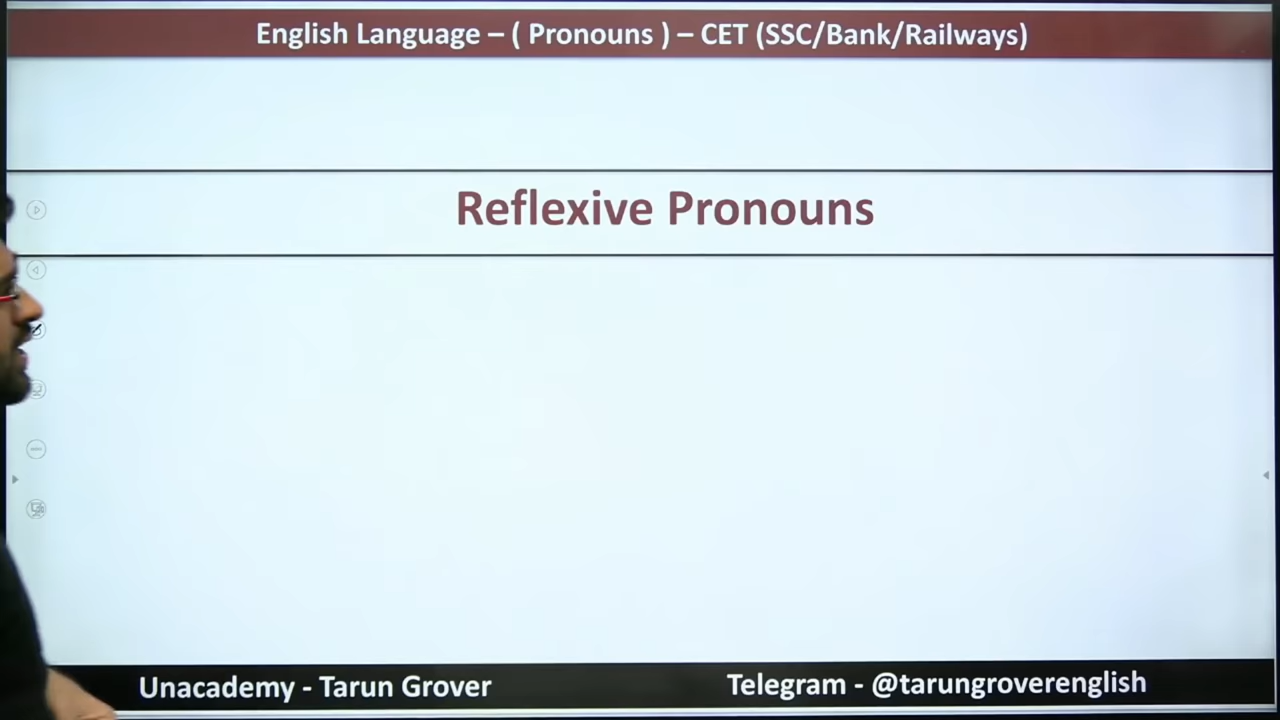 English Language – ( Pronouns ) – CET (SSC/Bank/Railways)
Reflexive Pronouns
Unacademy - Tarun Grover
Telegram - @tarungroverenglish